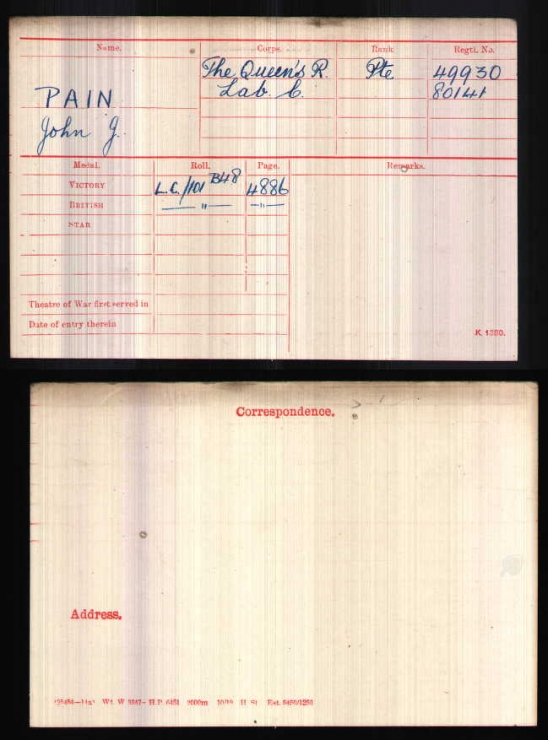 Name. Corps. Rank Regtl. No.
The Queen's R. Pte 49930
PAIN Lab. C. 80141
John J.
Medal. Roll. Page. Remarks.
VICTORY L.C./101 B48 4886
BRITISH — " — — " —
STAR
Theatre of War first served in
Date of entry therein
K 1380.
Correspondence.
Address.